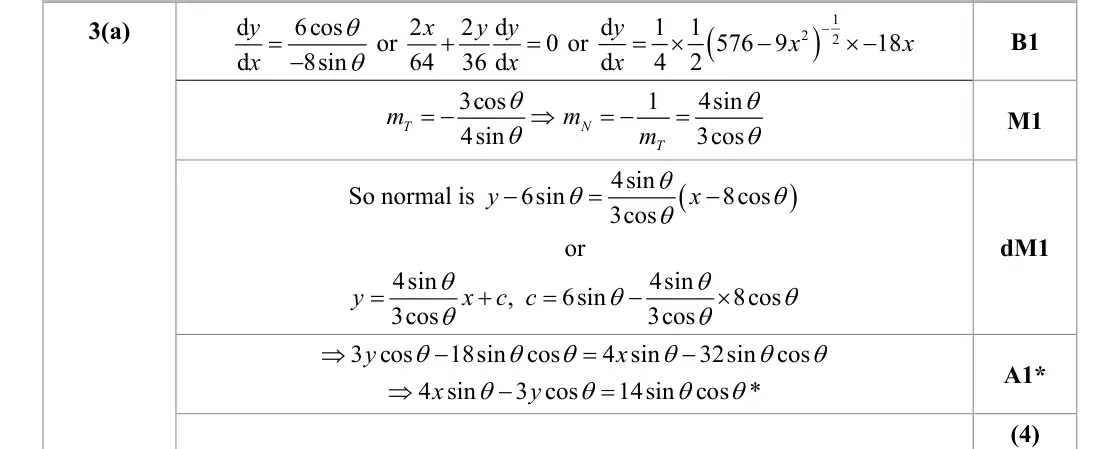 3(a) dy/dx = 6cosθ/−8sinθ or 2x/64 + 2y/36 dy/dx = 0 or dy/dx = 1/4 × 1/2 (576 − 9x²)^(−1/2) × −18x B1
m_T = − 3cosθ/4sinθ ⇒ m_N = − 1/m_T = 4sinθ/3cosθ M1
So normal is y − 6sinθ = 4sinθ/3cosθ (x − 8cosθ)
or
dM1
y = 4sinθ/3cosθ x + c, c = 6sinθ − 4sinθ/3cosθ × 8cosθ
⇒ 3y cosθ − 18sinθ cosθ = 4x sinθ − 32sinθ cosθ
A1*
⇒ 4x sinθ − 3y cosθ = 14sinθ cosθ *
(4)